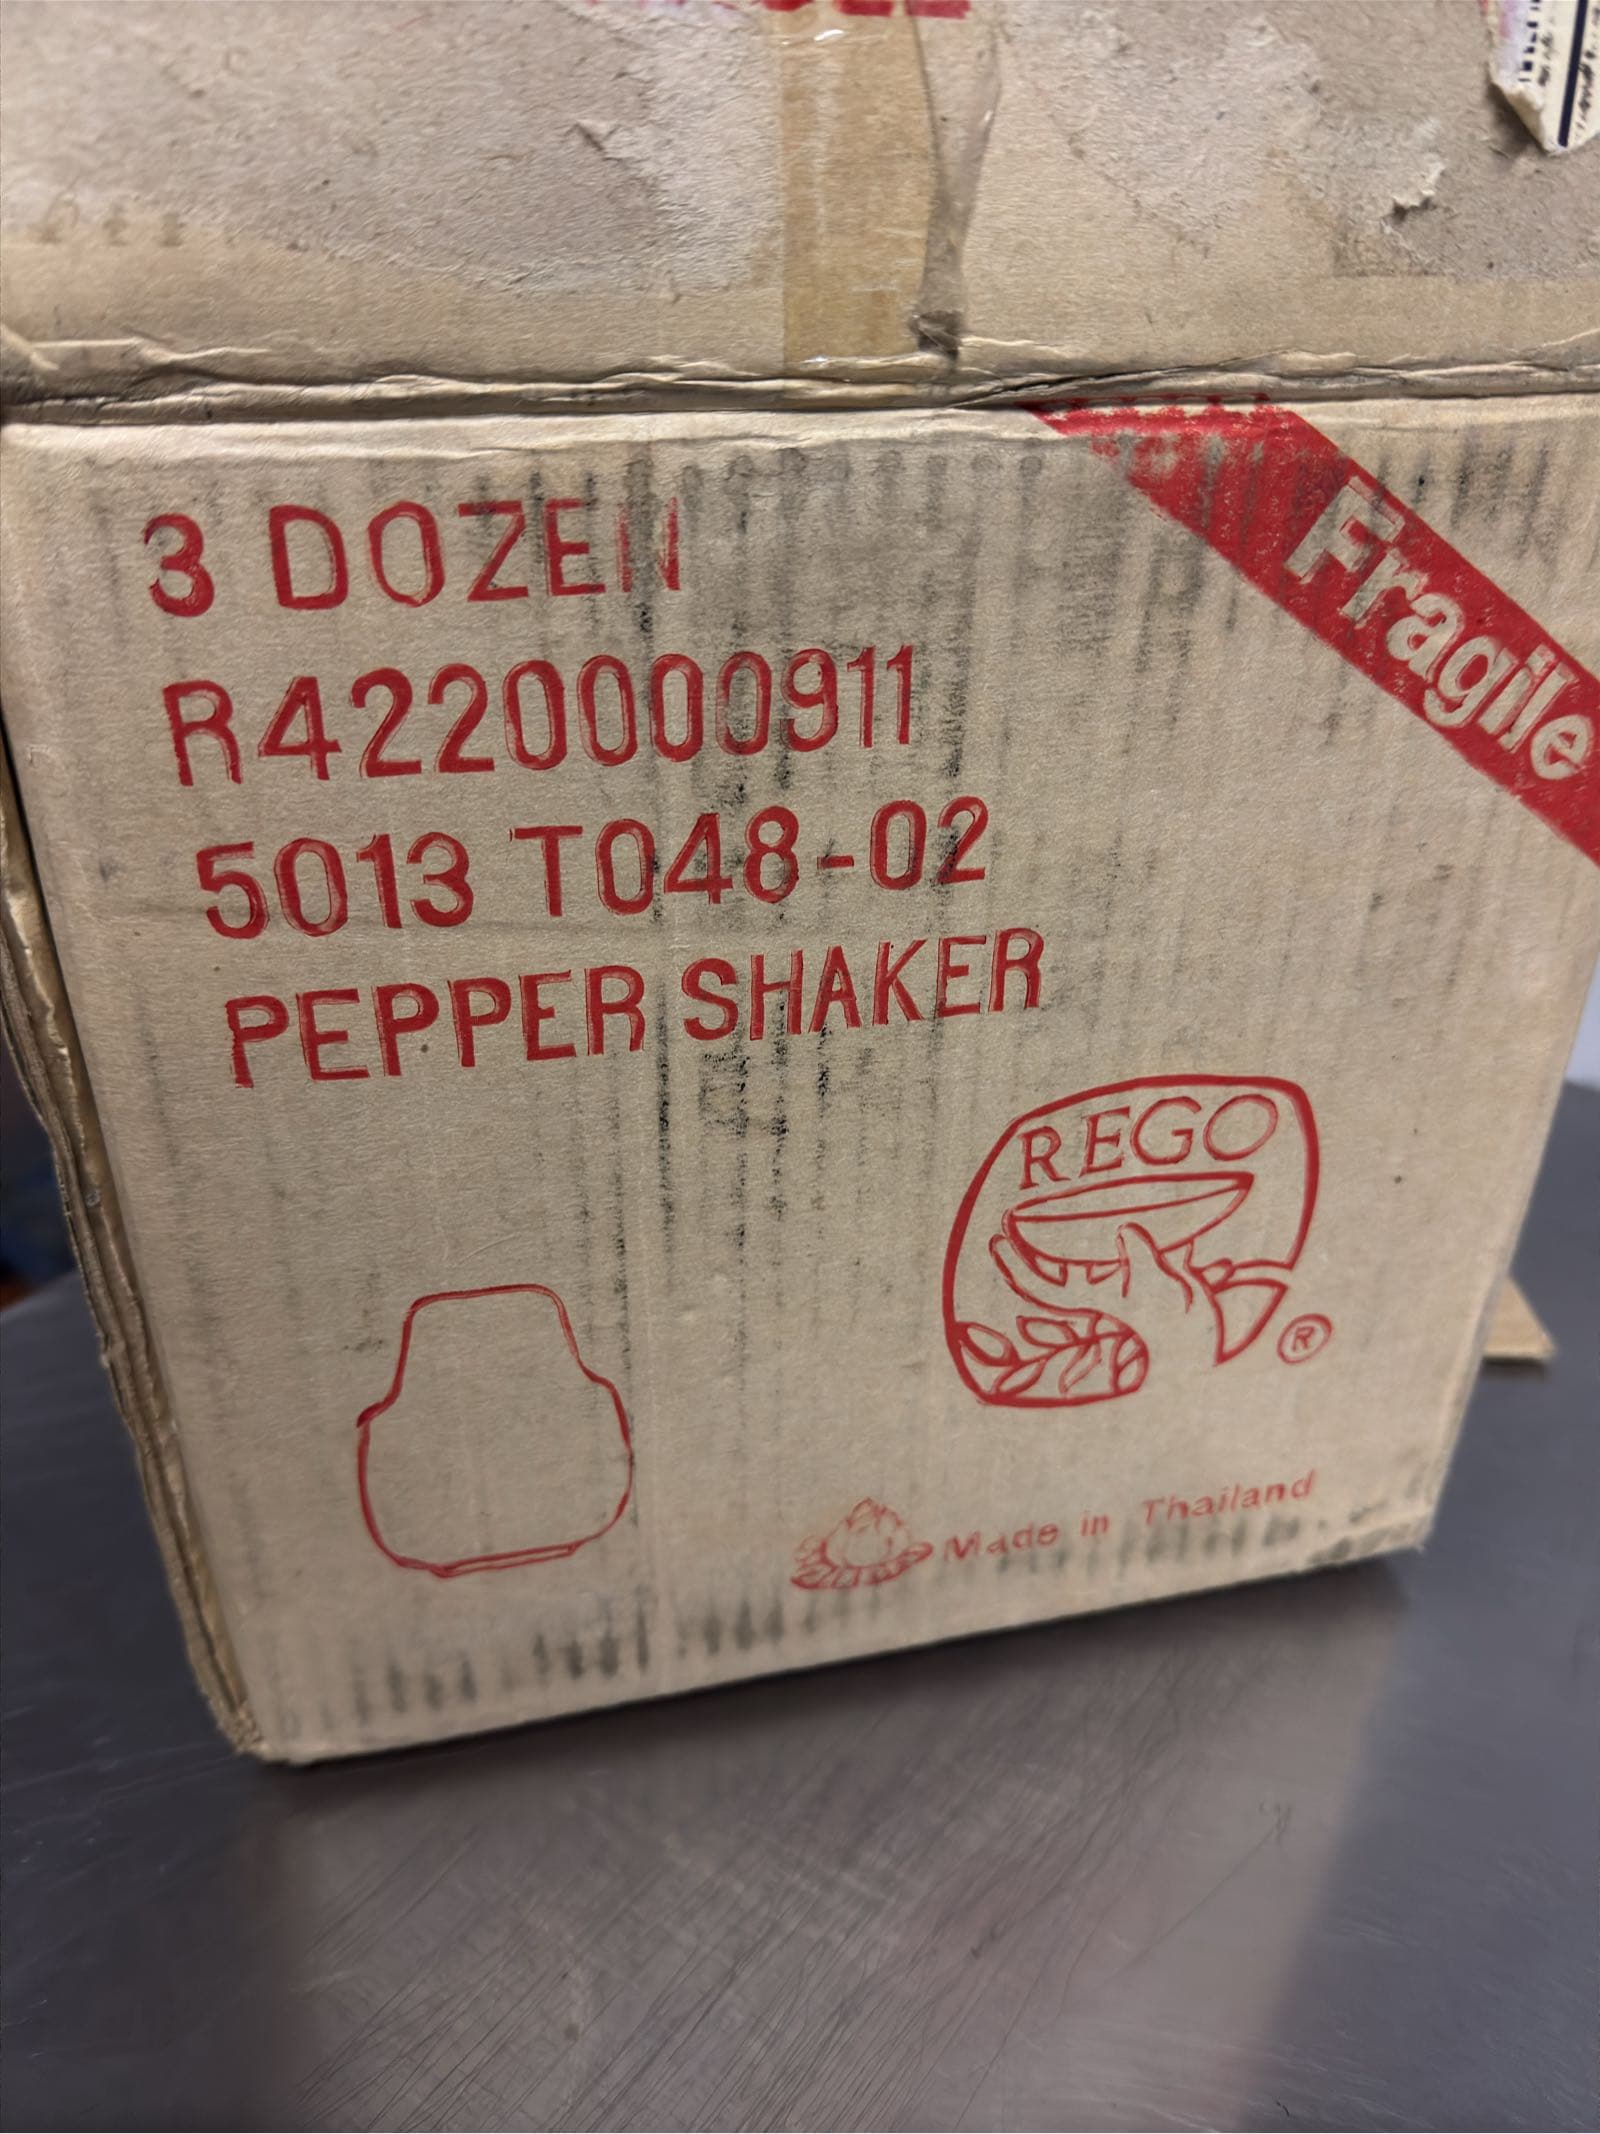 3 DOZEN
R4220000911
5013 T048-02
PEPPER SHAKER
Fragile
REGO
®
Made in Thailand